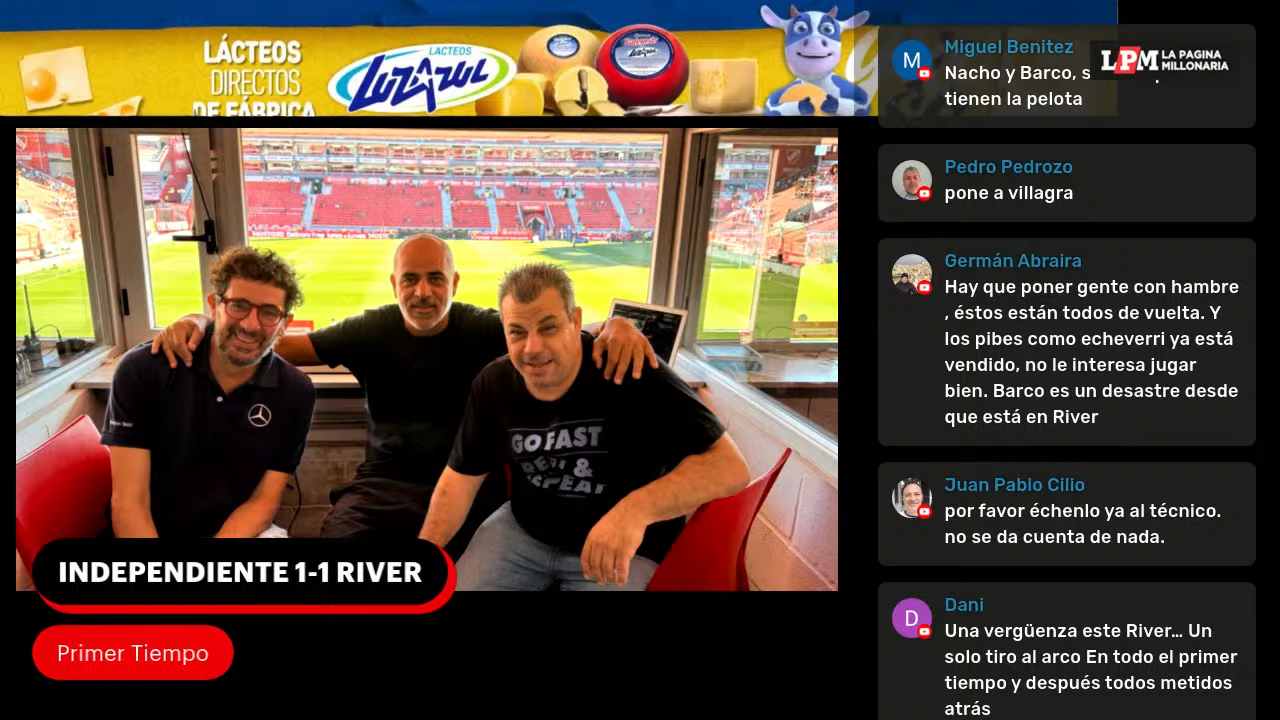 LÁCTEOS
DIRECTOS
DE FÁBRICA
LACTEOS
LUZAZUL
GO FAST
&
REPEAT
INDEPENDIENTE 1-1 RIVER
Primer Tiempo
LPM LA PAGINA
MILLONARIA
Miguel Benitez
Nacho y Barco, s
tienen la pelota
Pedro Pedrozo
pone a villagra
Germán Abraira
Hay que poner gente con hambre
, éstos están todos de vuelta. Y
los pibes como echeverri ya está
vendido, no le interesa jugar
bien. Barco es un desastre desde
que está en River
Juan Pablo Cilio
por favor échenlo ya al técnico.
no se da cuenta de nada.
Dani
Una vergüenza este River... Un
solo tiro al arco En todo el primer
tiempo y después todos metidos
atrás
M
D